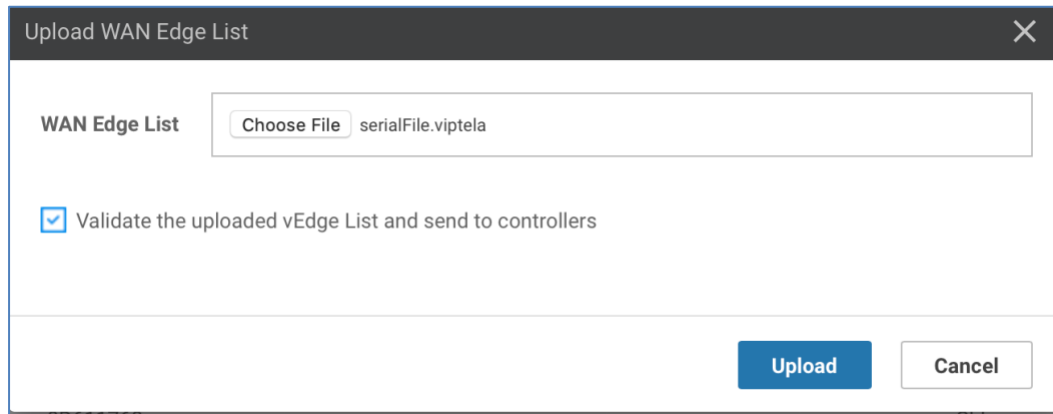 Upload WAN Edge List
WAN Edge List Choose File serialFile.viptela
Validate the uploaded vEdge List and send to controllers
Upload Cancel